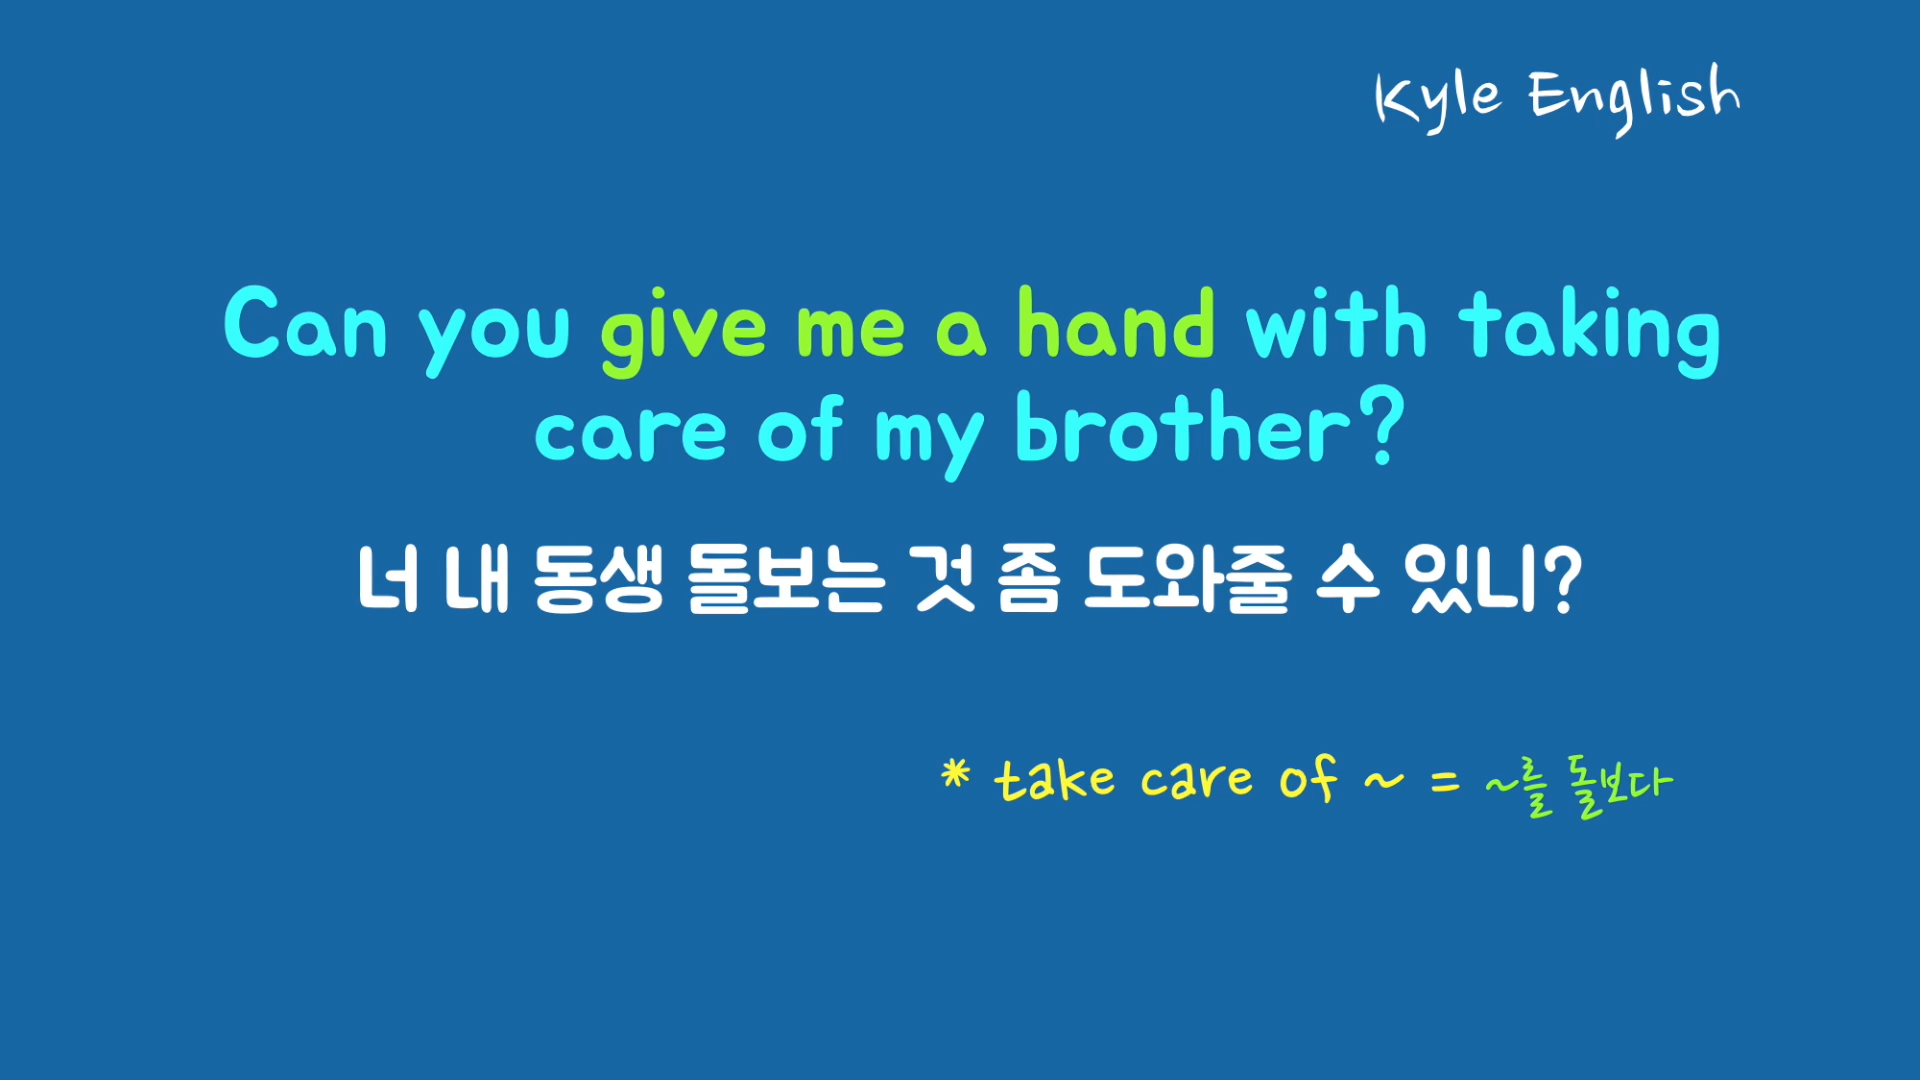 Kyle English
Can you give me a hand with taking
care of my brother?
너 내 동생 돌보는 것 좀 도와줄 수 있니?
* take care of ~ = ~를 돌보다